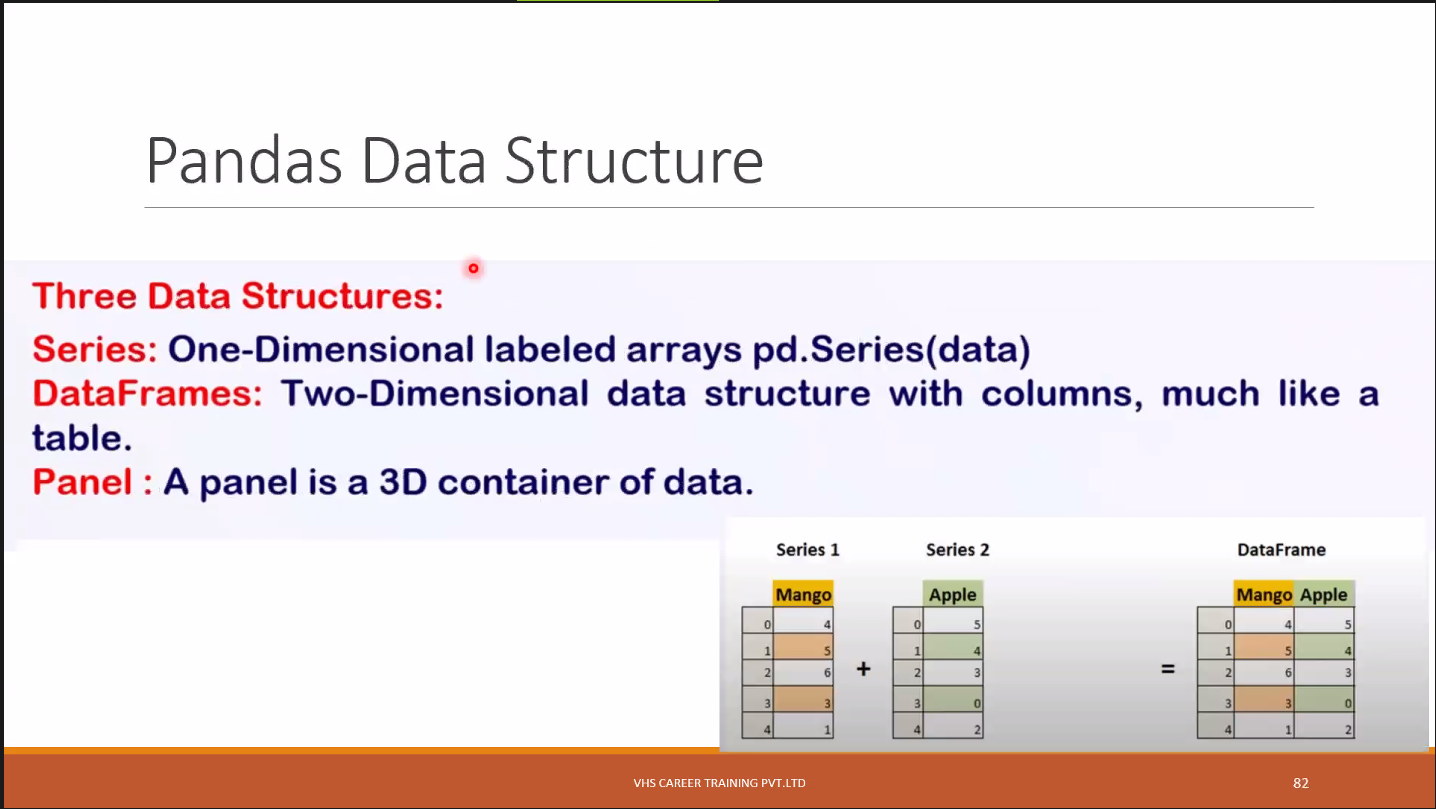 Pandas Data Structure
Three Data Structures:
Series: One-Dimensional labeled arrays pd.Series(data)
DataFrames: Two-Dimensional data structure with columns, much like a
table.
Panel : A panel is a 3D container of data.
Series 1
Mango
0 4
1 5
2 6
3 3
4 1
+
Series 2
Apple
0 5
1 4
2 3
3 0
4 2
=
DataFrame
Mango Apple
0 4 5
1 5 4
2 6 3
3 3 0
4 1 2
VHS CAREER TRAINING PVT.LTD
82